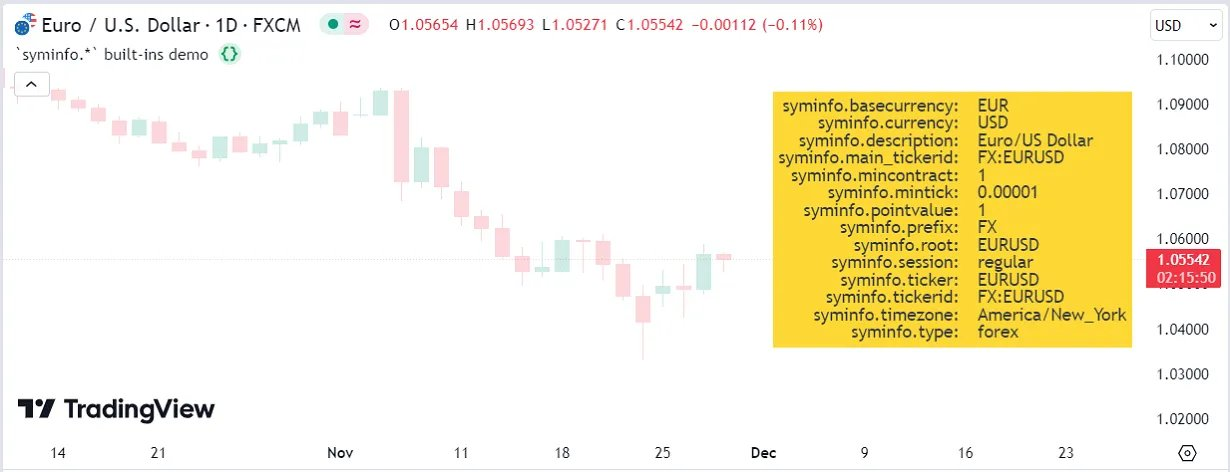 Euro / U.S. Dollar · 1D · FXCM ≈ O1.05654 H1.05693 L1.05271 C1.05542 −0.00112 (−0.11%) USD
`syminfo.*` built-ins demo {}
1.10000
1.09000
1.08000
1.07000
1.06000
1.05542
02:15:50
1.04000
1.03000
1.02000
syminfo.basecurrency: EUR
syminfo.currency: USD
syminfo.description: Euro/US Dollar
syminfo.main_tickerid: FX:EURUSD
syminfo.mincontract: 1
syminfo.mintick: 0.00001
syminfo.pointvalue: 1
syminfo.prefix: FX
syminfo.root: EURUSD
syminfo.session: regular
syminfo.ticker: EURUSD
syminfo.tickerid: FX:EURUSD
syminfo.timezone: America/New_York
syminfo.type: forex
TradingView
14 21 Nov 11 18 25 Dec 9 16 23